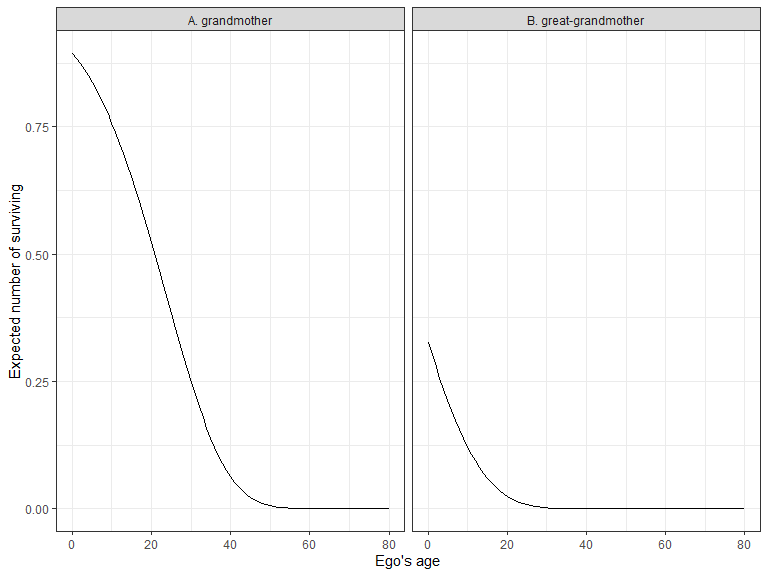 A. grandmother
B. great-grandmother
Expected number of surviving
0.75
0.50
0.25
0.00
0 20 40 60 80
0 20 40 60 80
Ego's age